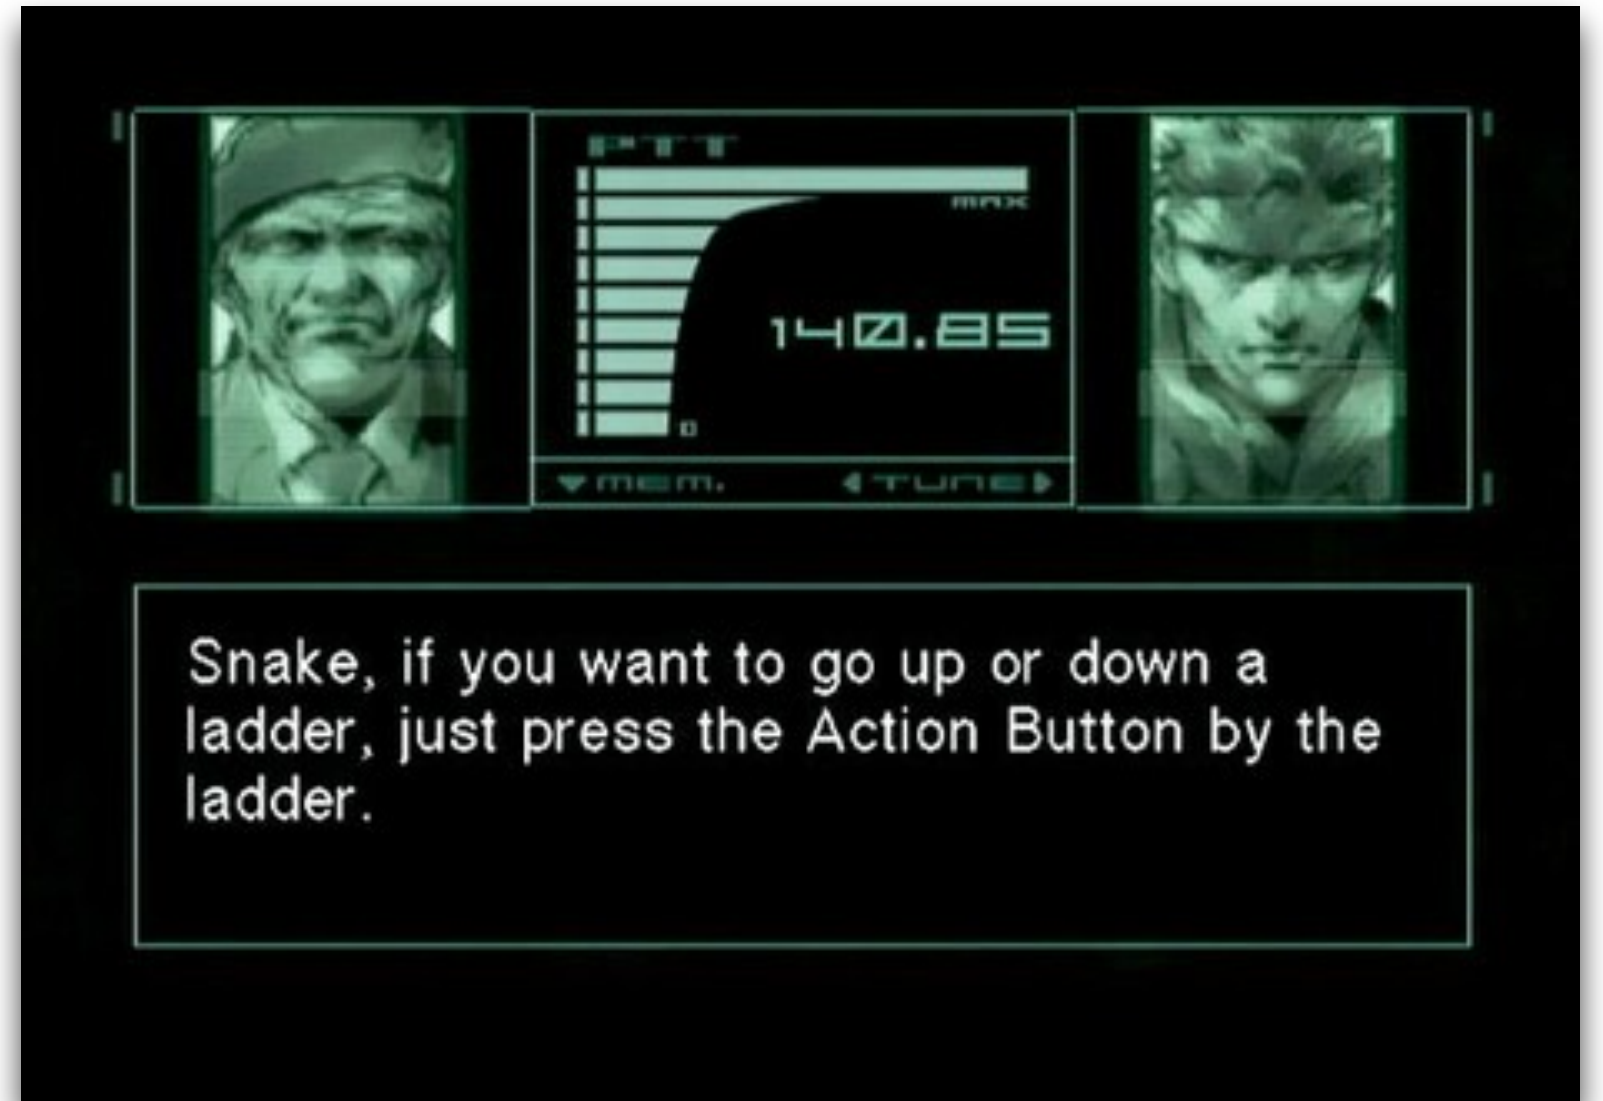 PTT
MAX
140.85
0
MEM.
TUNE
Snake, if you want to go up or down a
ladder, just press the Action Button by the
ladder.